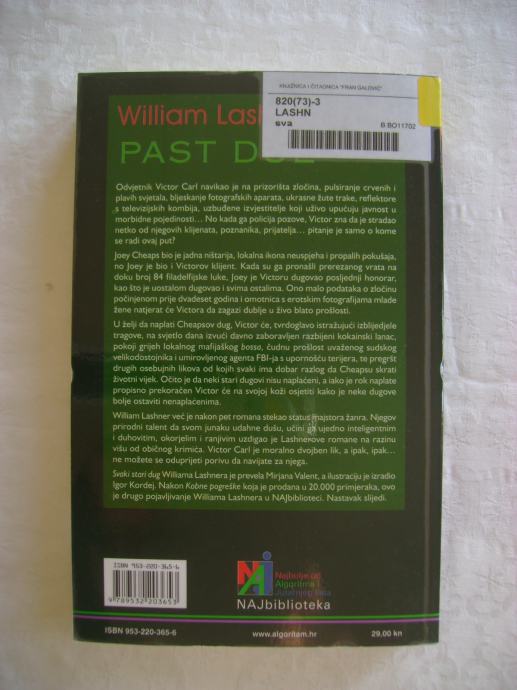 KNJIŽNICA I ČITAONICA "FRAN GALOVIĆ"
820(73)-3
LASHN
sva
B BO11702
William Lash
PAST DUE
Odvjetnik Victor Carl navikao je na prizorišta zločina, pulsiranje crvenih i
plavih svjetala, bljeskanje fotografskih aparata, ukrasne žute trake, reflektore
s televizijskih kombija, uzbuđene izvjestitelje koji uživo upućuju javnost u
morbidne pojedinosti... No kada ga policija pozove, Victor zna da je stradao
netko od njegovih klijenata, poznanika, prijatelja... pitanje je samo o kome
se radi ovaj put?
Joey Cheaps bio je jadna ništarija, lokalna ikona neuspjeha i propalih pokušaja,
no Joey je bio i Victorov klijent. Kada su ga pronašli prerezanog vrata na
doku broj 84 filadelfijske luke, Joey je Victoru dugovao posljednji honorar,
kao što je uostalom dugovao i svima ostalima. Ono malo podataka o zločinu
počinjenom prije dvadeset godina i omotnica s erotskim fotografijama mlade
žene natjerat će Victora da zagazi dublje u živo blato prošlosti.
U želji da naplati Cheapsov dug, Victor će, tvrdoglavo istražujući izblijedjele
tragove, na svjetlo dana izvući davno zaboravljen razbijeni kokainski lanac,
pokoji grijeh lokalnog mafijaškog bossa, čudnu prošlost uvaženog sudskog
velikodostojnika i umirovljenog agenta FBI-ja s upornošću terijera, te pregršt
drugih osebujnih likova od kojih svaki ima dobar razlog da Cheapsu skrati
životni vijek. Očito je da neki stari dugovi nisu naplaćeni, a iako je rok naplate
propisno prekoračen Victor će na svojoj koži osjetiti kako je neke dugove
bolje ostaviti nenaplaćenima.
William Lashner već je nakon pet romana stekao status majstora žanra. Njegov
prirodni talent da svom junaku udahne dušu, učini ga ujedno inteligentnim
i duhovitim, okorjelim i ranjivim uzdigao je Lashnerove romane na razinu
višu od običnog krimića. Victor Carl je moralno dvojben lik, a ipak, ipak...
ne možete se oduprijeti porivu da navijate za njega.
Svaki stari dug Williama Lashnera je prevela Mirjana Valent, a ilustraciju je izradio
Igor Kordej. Nakon Kobne pogreške koja je prodana u 20.000 primjeraka, ovo
je drugo pojavljivanje Williama Lashnera u NAJbiblioteci. Nastavak slijedi.
ISBN 953-220-365-6
9 789532 203653
NAJ
Najbolje od
Algoritma i
Jutarnjeg lista
NAJbiblioteka
ISBN 953-220-365-6
www.algoritam.hr
29,00 kn